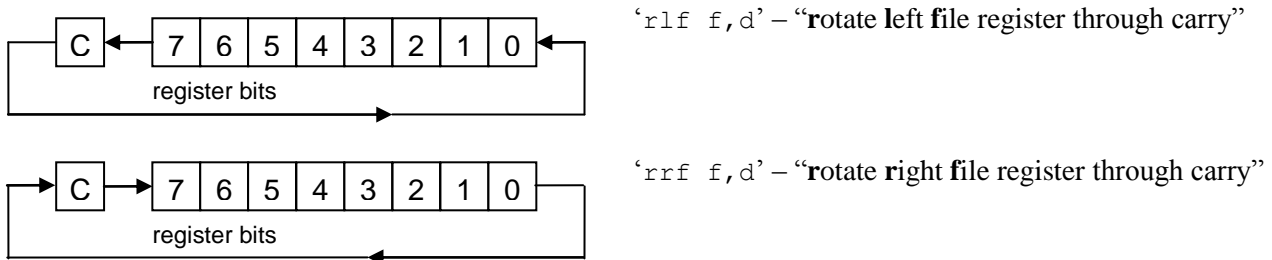 ‘rlf f,d’ – “rotate left file register through carry”
C 7 6 5 4 3 2 1 0
register bits
‘rrf f,d’ – “rotate right file register through carry”
C 7 6 5 4 3 2 1 0
register bits